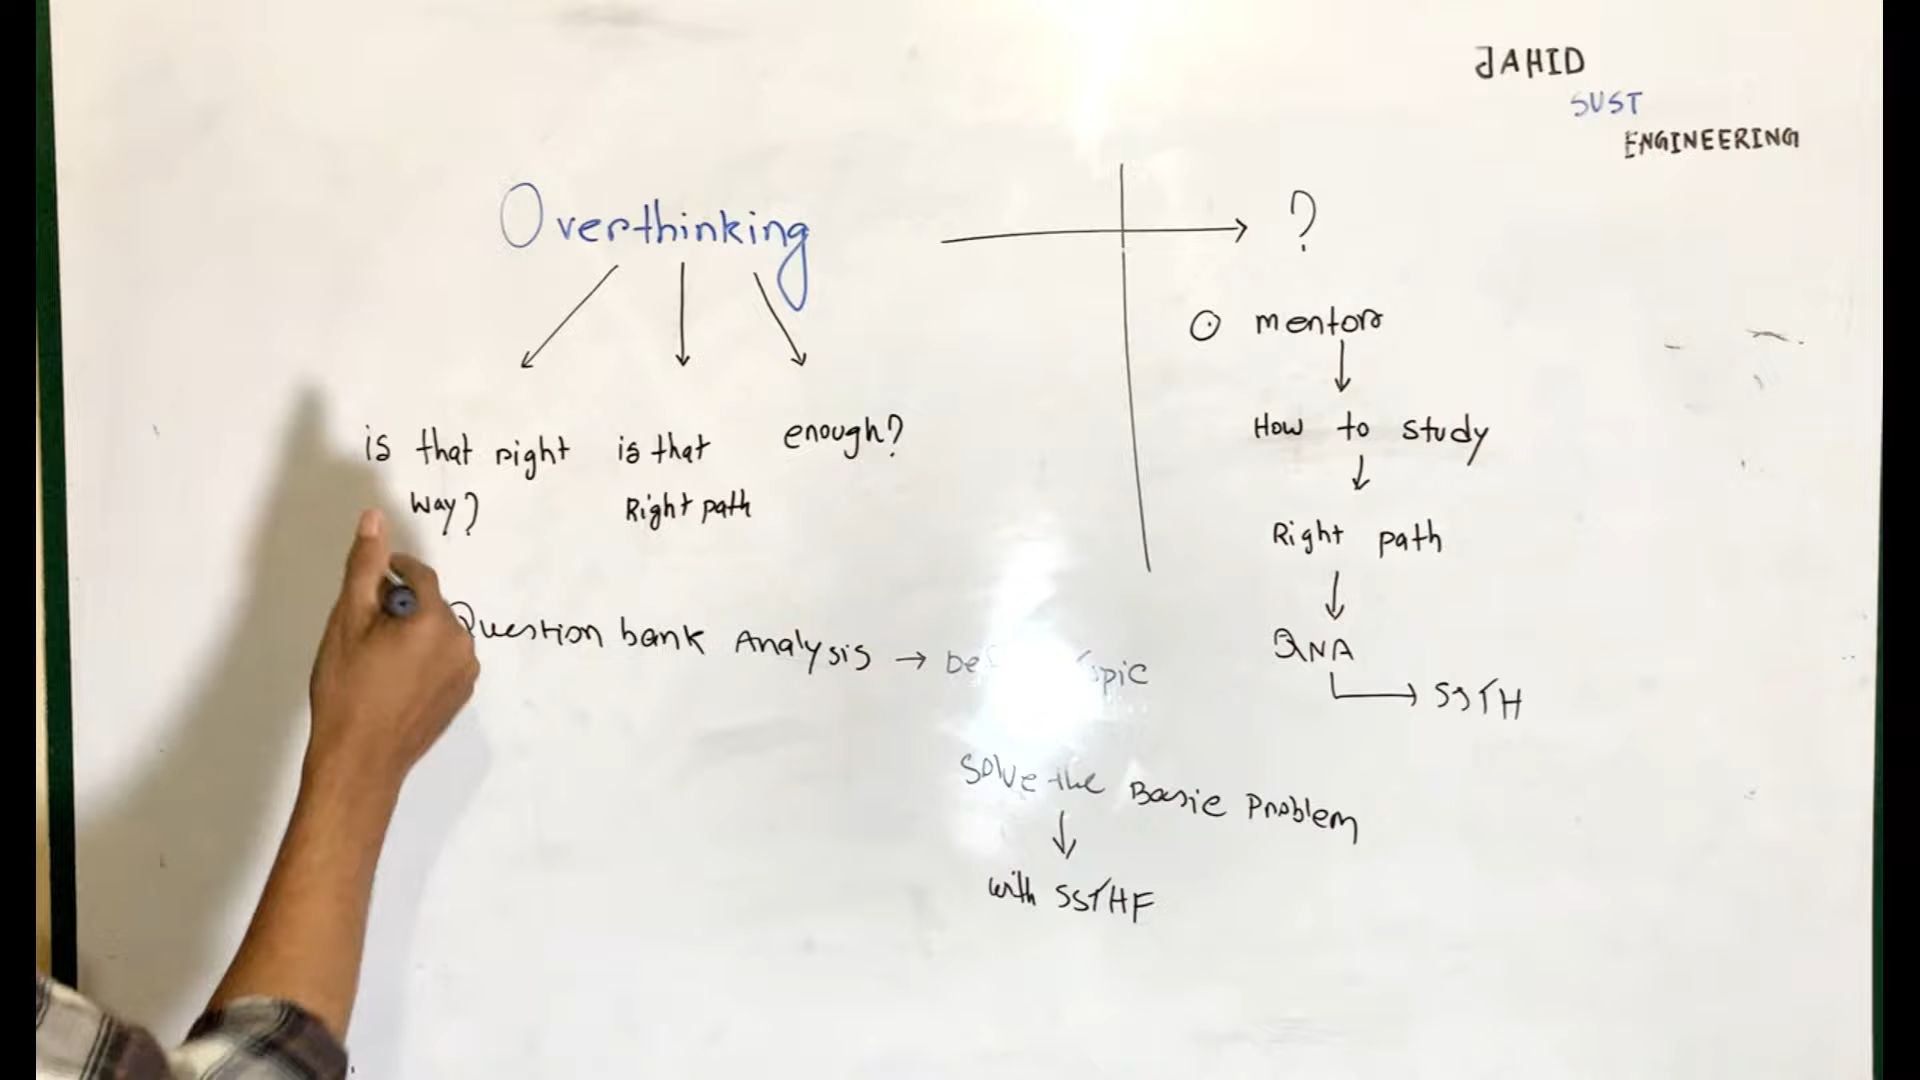 JAHID
SUST
ENGINEERING
Overthinking → ?
is that right way?
is that Right path
enough?
⊙ mentor
↓
How to study
↓
Right path
↓
QNA
→ SSTH
Question bank Analysis →
Solve the Basic Problem
↓
with SSTHF